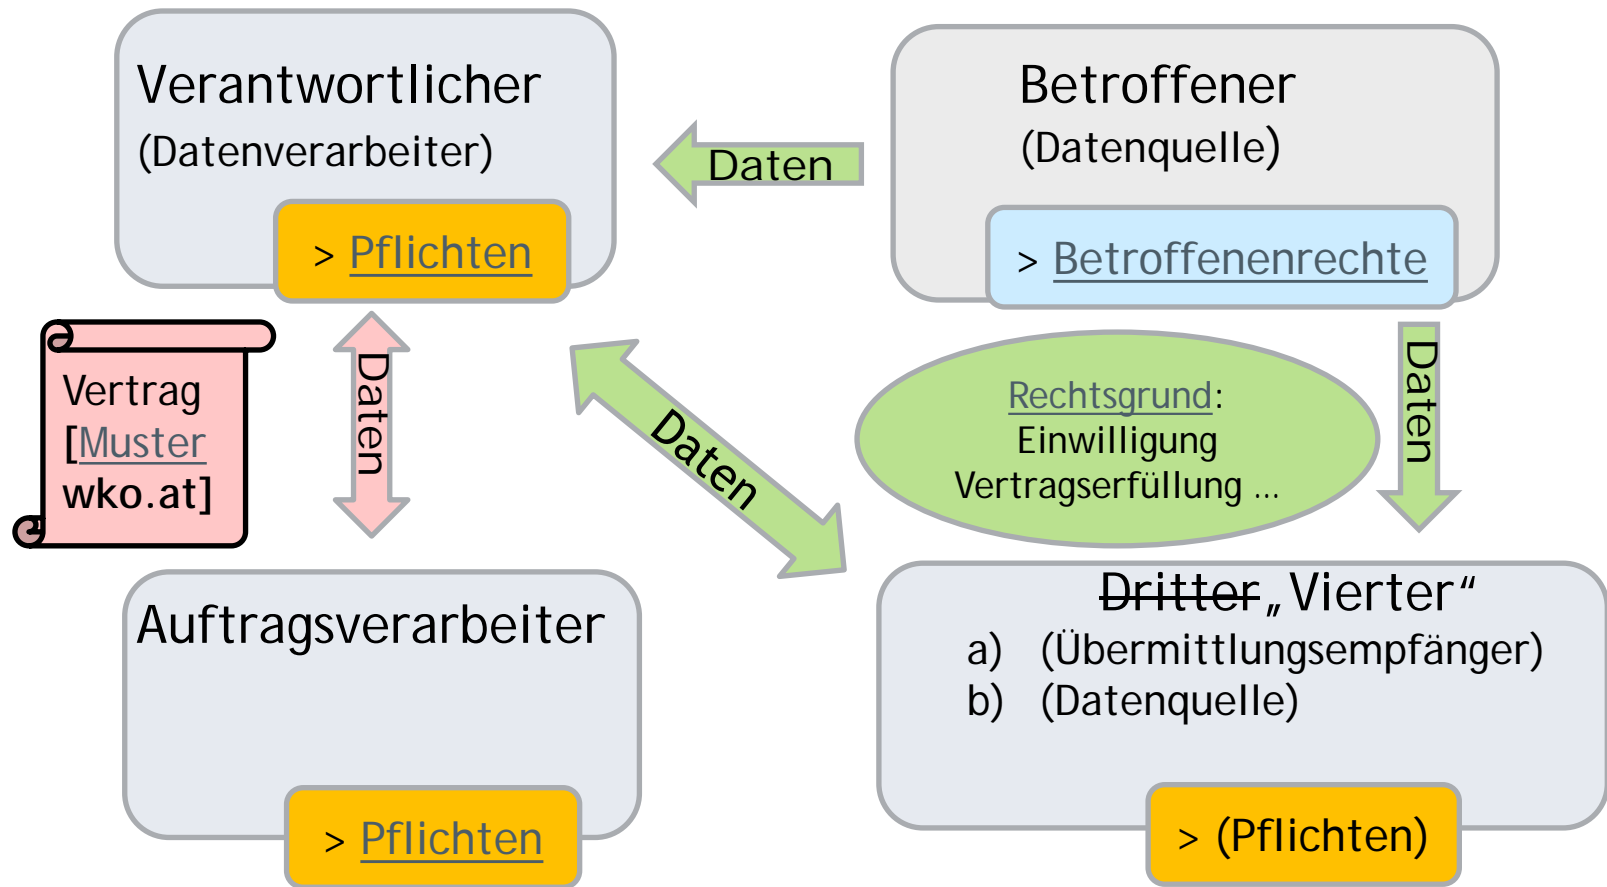 Verantwortlicher
(Datenverarbeiter)
> Pflichten
Daten
Betroffener
(Datenquelle)
> Betroffenenrechte
Vertrag
[Muster
wko.at]
Daten
Daten
Rechtsgrund:
Einwilligung
Vertragserfüllung ...
Daten
Auftragsverarbeiter
> Pflichten
Dritter „Vierter“
a) (Übermittlungsempfänger)
b) (Datenquelle)
> (Pflichten)